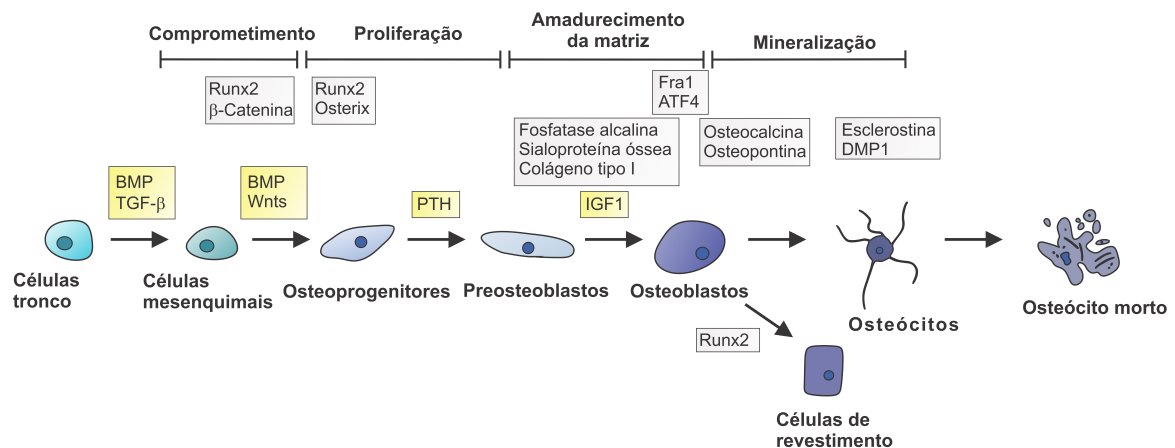 Comprometimento
Proliferação
Amadurecimento
da matriz
Mineralização
Runx2
β-Catenina
Runx2
Osterix
Fra1
ATF4
Fosfatase alcalina
Sialoproteína óssea
Colágeno tipo I
Osteocalcina
Osteopontina
Esclerostina
DMP1
BMP
TGF-β
BMP
Wnts
PTH
IGF1
Células
tronco
Células
mesenquimais
Osteoprogenitores
Preosteoblastos
Osteoblastos
Osteócitos
Osteócito morto
Runx2
Células de
revestimento